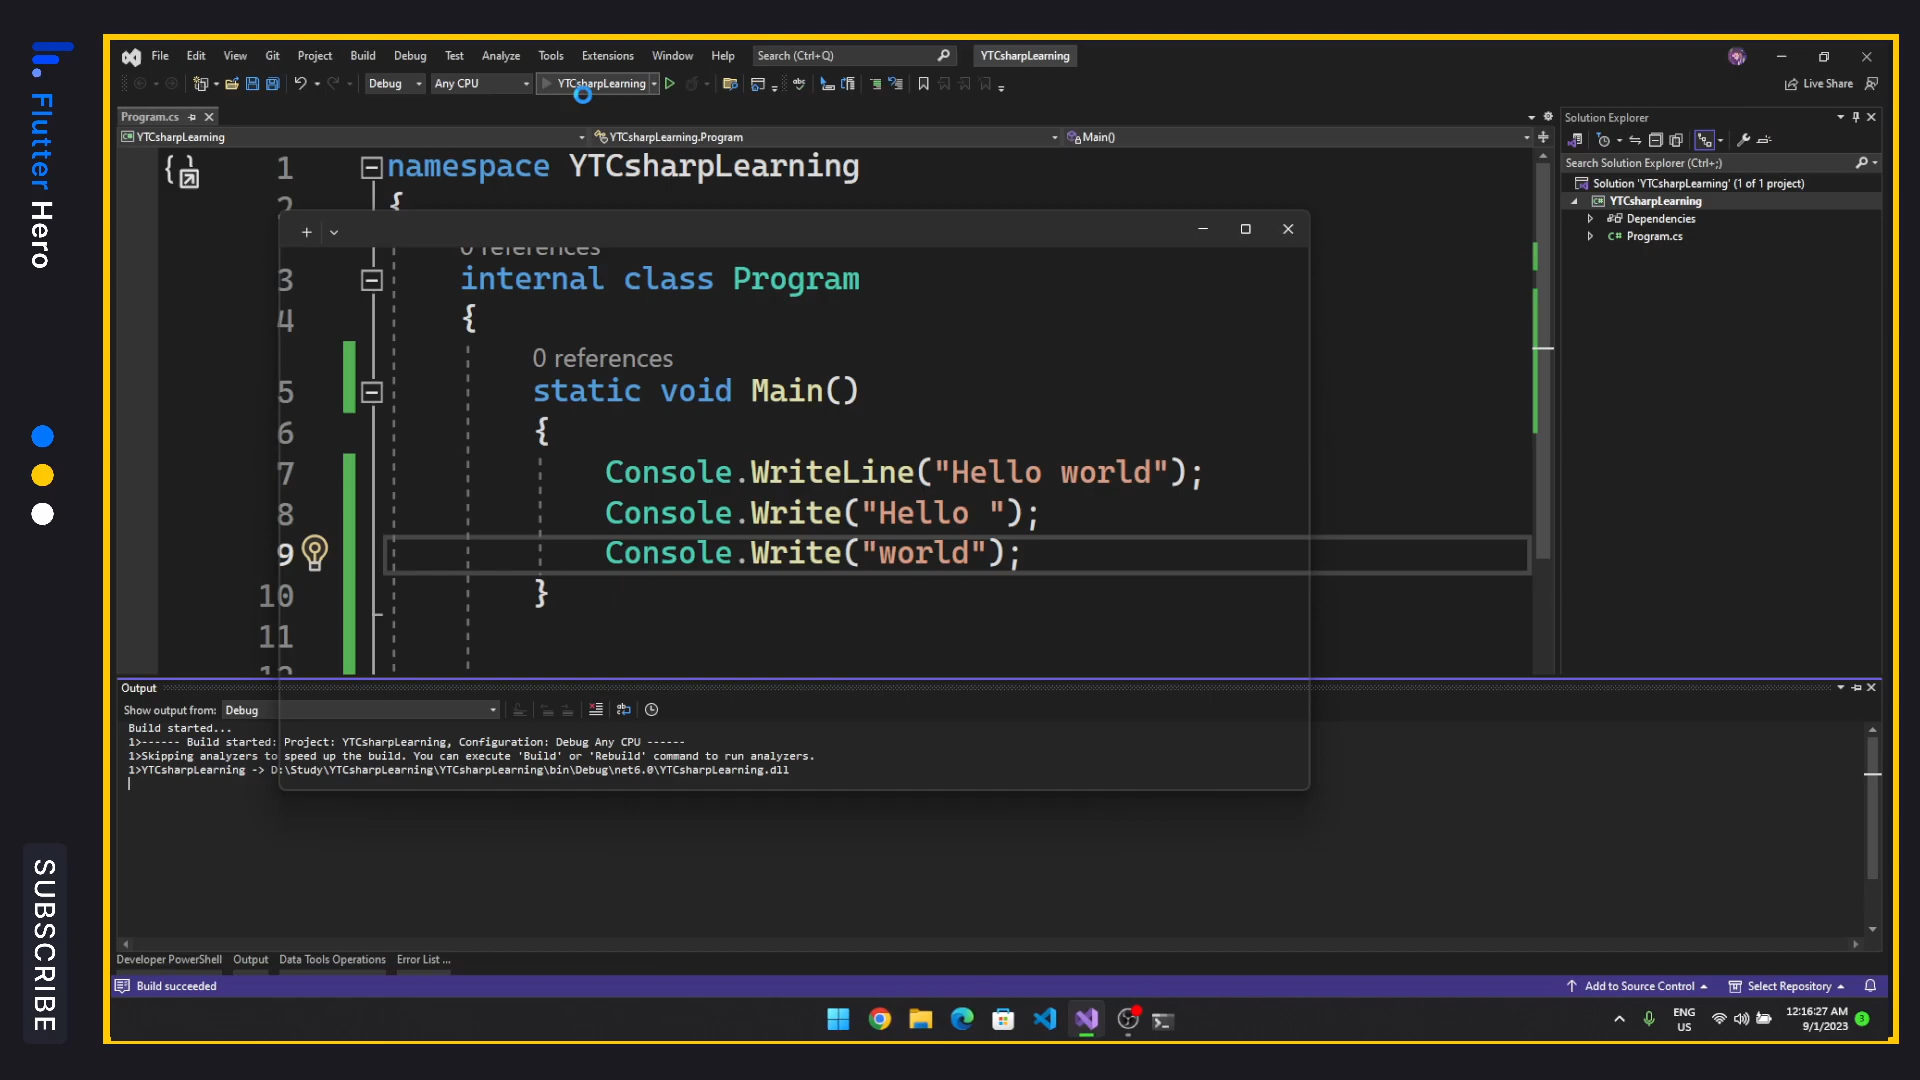 Flutter Hero
SUBSCRIBE
File Edit View Git Project Build Debug Test Analyze Tools Extensions Window Help Search (Ctrl+Q) YTCsharpLearning
Debug Any CPU YTCsharpLearning Live Share
Program.cs
YTCsharpLearning YTCsharpLearning.Program Main()
1 namespace YTCsharpLearning
2 {
0 references
3 internal class Program
4 {
0 references
5 static void Main()
6 {
7 Console.WriteLine("Hello world");
8 Console.Write("Hello ");
9 Console.Write("world");
10 }
11
12
Solution Explorer
Search Solution Explorer (Ctrl+;)
Solution 'YTCsharpLearning' (1 of 1 project)
YTCsharpLearning
Dependencies
C# Program.cs
Output
Show output from: Debug
Build started...
1>------ Build started: Project: YTCsharpLearning, Configuration: Debug Any CPU ------
1>Skipping analyzers to speed up the build. You can execute 'Build' or 'Rebuild' command to run analyzers.
1>YTCsharpLearning -> D:\Study\YTCsharpLearning\YTCsharpLearning\bin\Debug\net6.0\YTCsharpLearning.dll
Developer PowerShell Output Data Tools Operations Error List ...
Build succeeded Add to Source Control Select Repository
ENG
US
12:16:27 AM
9/1/2023
3